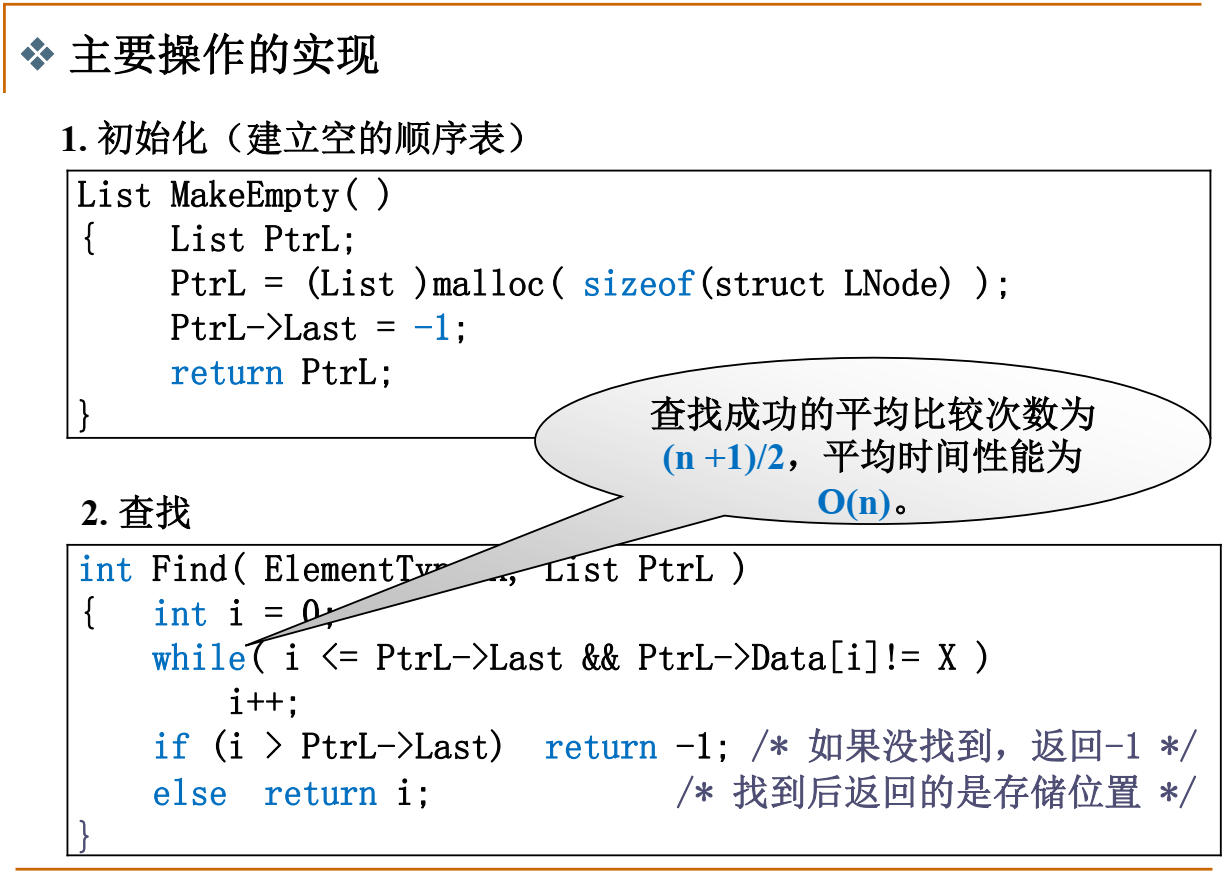 主要操作的实现
1. 初始化（建立空的顺序表）
List MakeEmpty( )
{ List PtrL;
PtrL = (List )malloc( sizeof(struct LNode) );
PtrL->Last = -1;
return PtrL;
}
查找成功的平均比较次数为
(n +1)/2，平均时间性能为
O(n)。
2. 查找
int Find( List PtrL )
{ int i = 0;
while( i <= PtrL->Last && PtrL->Data[i]!= X )
i++;
if (i > PtrL->Last) return -1; /* 如果没找到，返回-1 */
else return i; /* 找到后返回的是存储位置 */
}